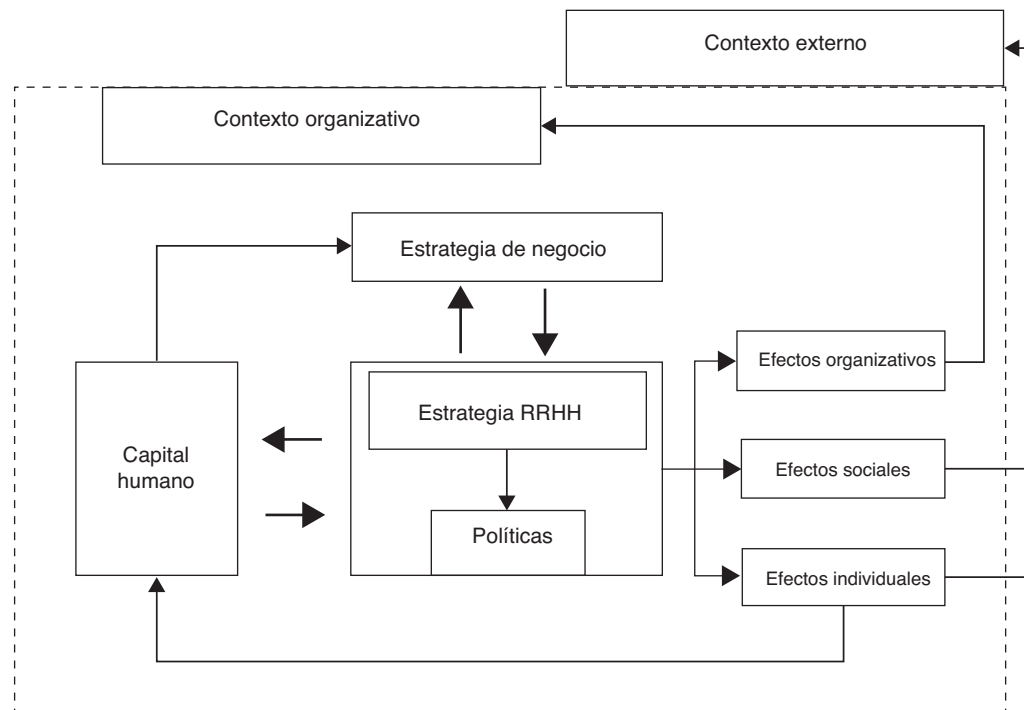 Contexto externo
Contexto organizativo
Estrategia de negocio
Efectos organizativos
Estrategia RRHH
Capital
humano
Efectos sociales
Políticas
Efectos individuales